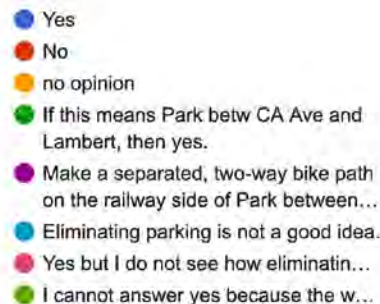 Yes
No
no opinion
If this means Park betw CA Ave and
Lambert, then yes.
Make a separated, two-way bike path
on the railway side of Park between…
Eliminating parking is not a good idea.
Yes but I do not see how eliminatin…
I cannot answer yes because the w…